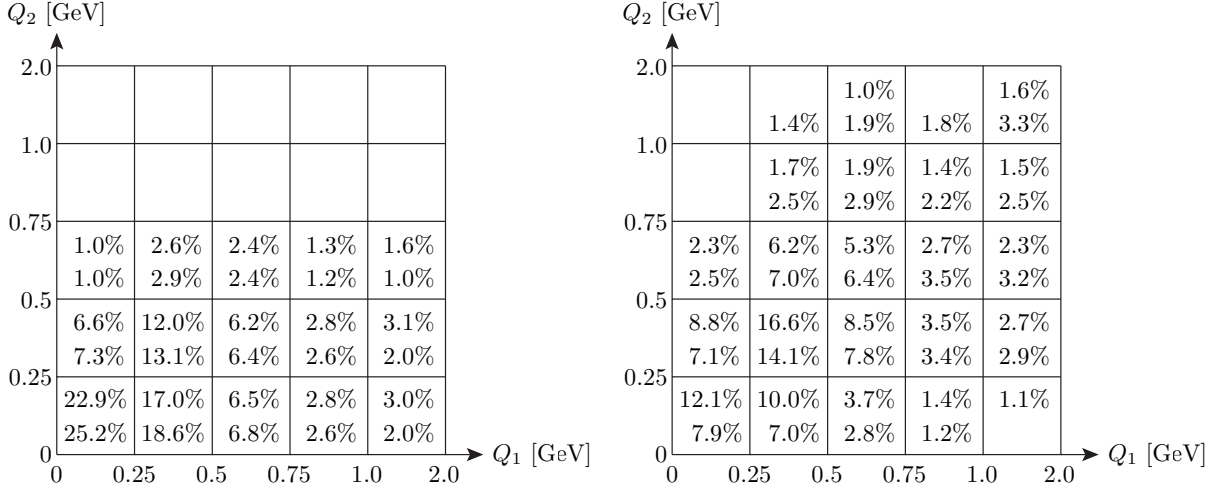 Q2 [GeV]
2.0
1.0
0.75
1.0% 2.6% 2.4% 1.3% 1.6%
1.0% 2.9% 2.4% 1.2% 1.0%
0.5
6.6% 12.0% 6.2% 2.8% 3.1%
7.3% 13.1% 6.4% 2.6% 2.0%
0.25
22.9% 17.0% 6.5% 2.8% 3.0%
25.2% 18.6% 6.8% 2.6% 2.0%
0
0 0.25 0.5 0.75 1.0 2.0
Q1 [GeV]
Q2 [GeV]
2.0
1.0% 1.6%
1.4% 1.9% 1.8% 3.3%
1.0
1.7% 1.9% 1.4% 1.5%
2.5% 2.9% 2.2% 2.5%
0.75
2.3% 6.2% 5.3% 2.7% 2.3%
2.5% 7.0% 6.4% 3.5% 3.2%
0.5
8.8% 16.6% 8.5% 3.5% 2.7%
7.1% 14.1% 7.8% 3.4% 2.9%
0.25
12.1% 10.0% 3.7% 1.4% 1.1%
7.9% 7.0% 2.8% 1.2%
0
0 0.25 0.5 0.75 1.0 2.0
Q1 [GeV]